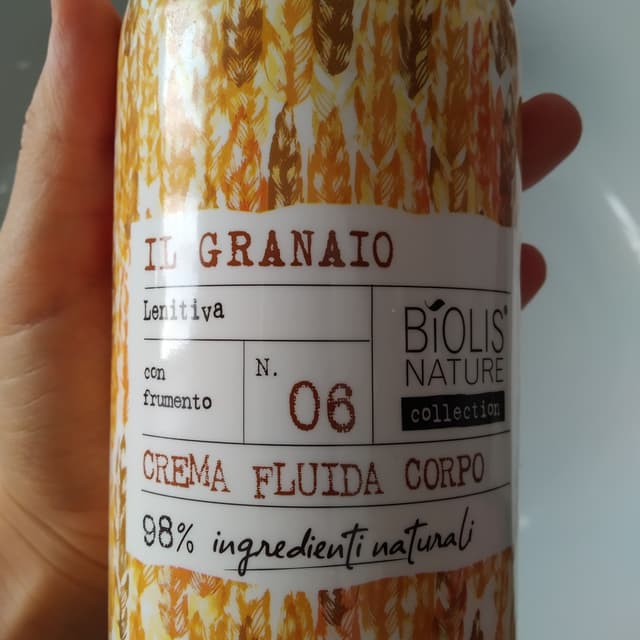 IL GRANAIO
Lenitiva
con
frumento
N.
06
BiOLIS
NATURE
collection
CREMA FLUIDA CORPO
98% ingredienti naturali